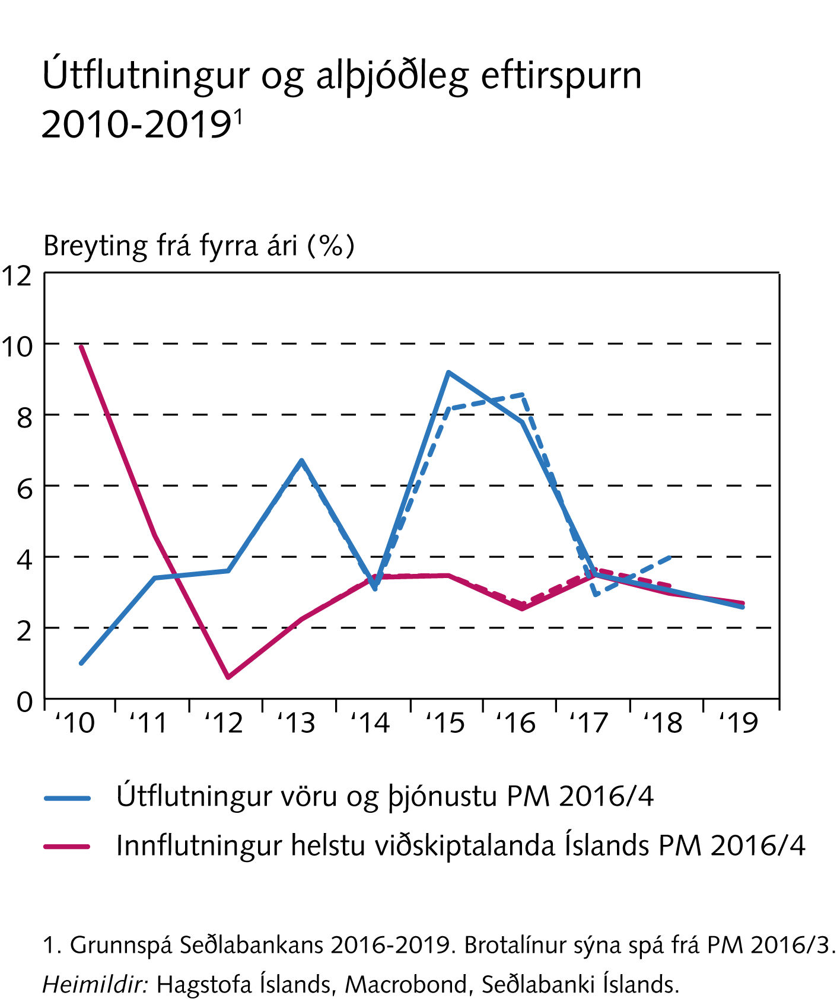 Útflutningur og alþjóðleg eftirspurn
2010-2019¹
Breyting frá fyrra ári (%)
12
10
8
6
4
2
0
‘10 ‘11 ‘12 ‘13 ‘14 ‘15 ‘16 ‘17 ‘18 ‘19
Útflutningur vöru og þjónustu PM 2016/4
Innflutningur helstu viðskiptalanda Íslands PM 2016/4
1. Grunnspá Seðlabankans 2016-2019. Brotalínur sýna spá frá PM 2016/3.
Heimildir: Hagstofa Íslands, Macrobond, Seðlabanki Íslands.